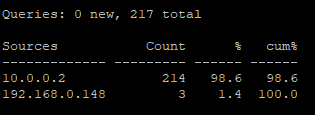 Queries: 0 new, 217 total
Sources Count % cum%
------------- --------- ------ ------
10.0.0.2 214 98.6 98.6
192.168.0.148 3 1.4 100.0